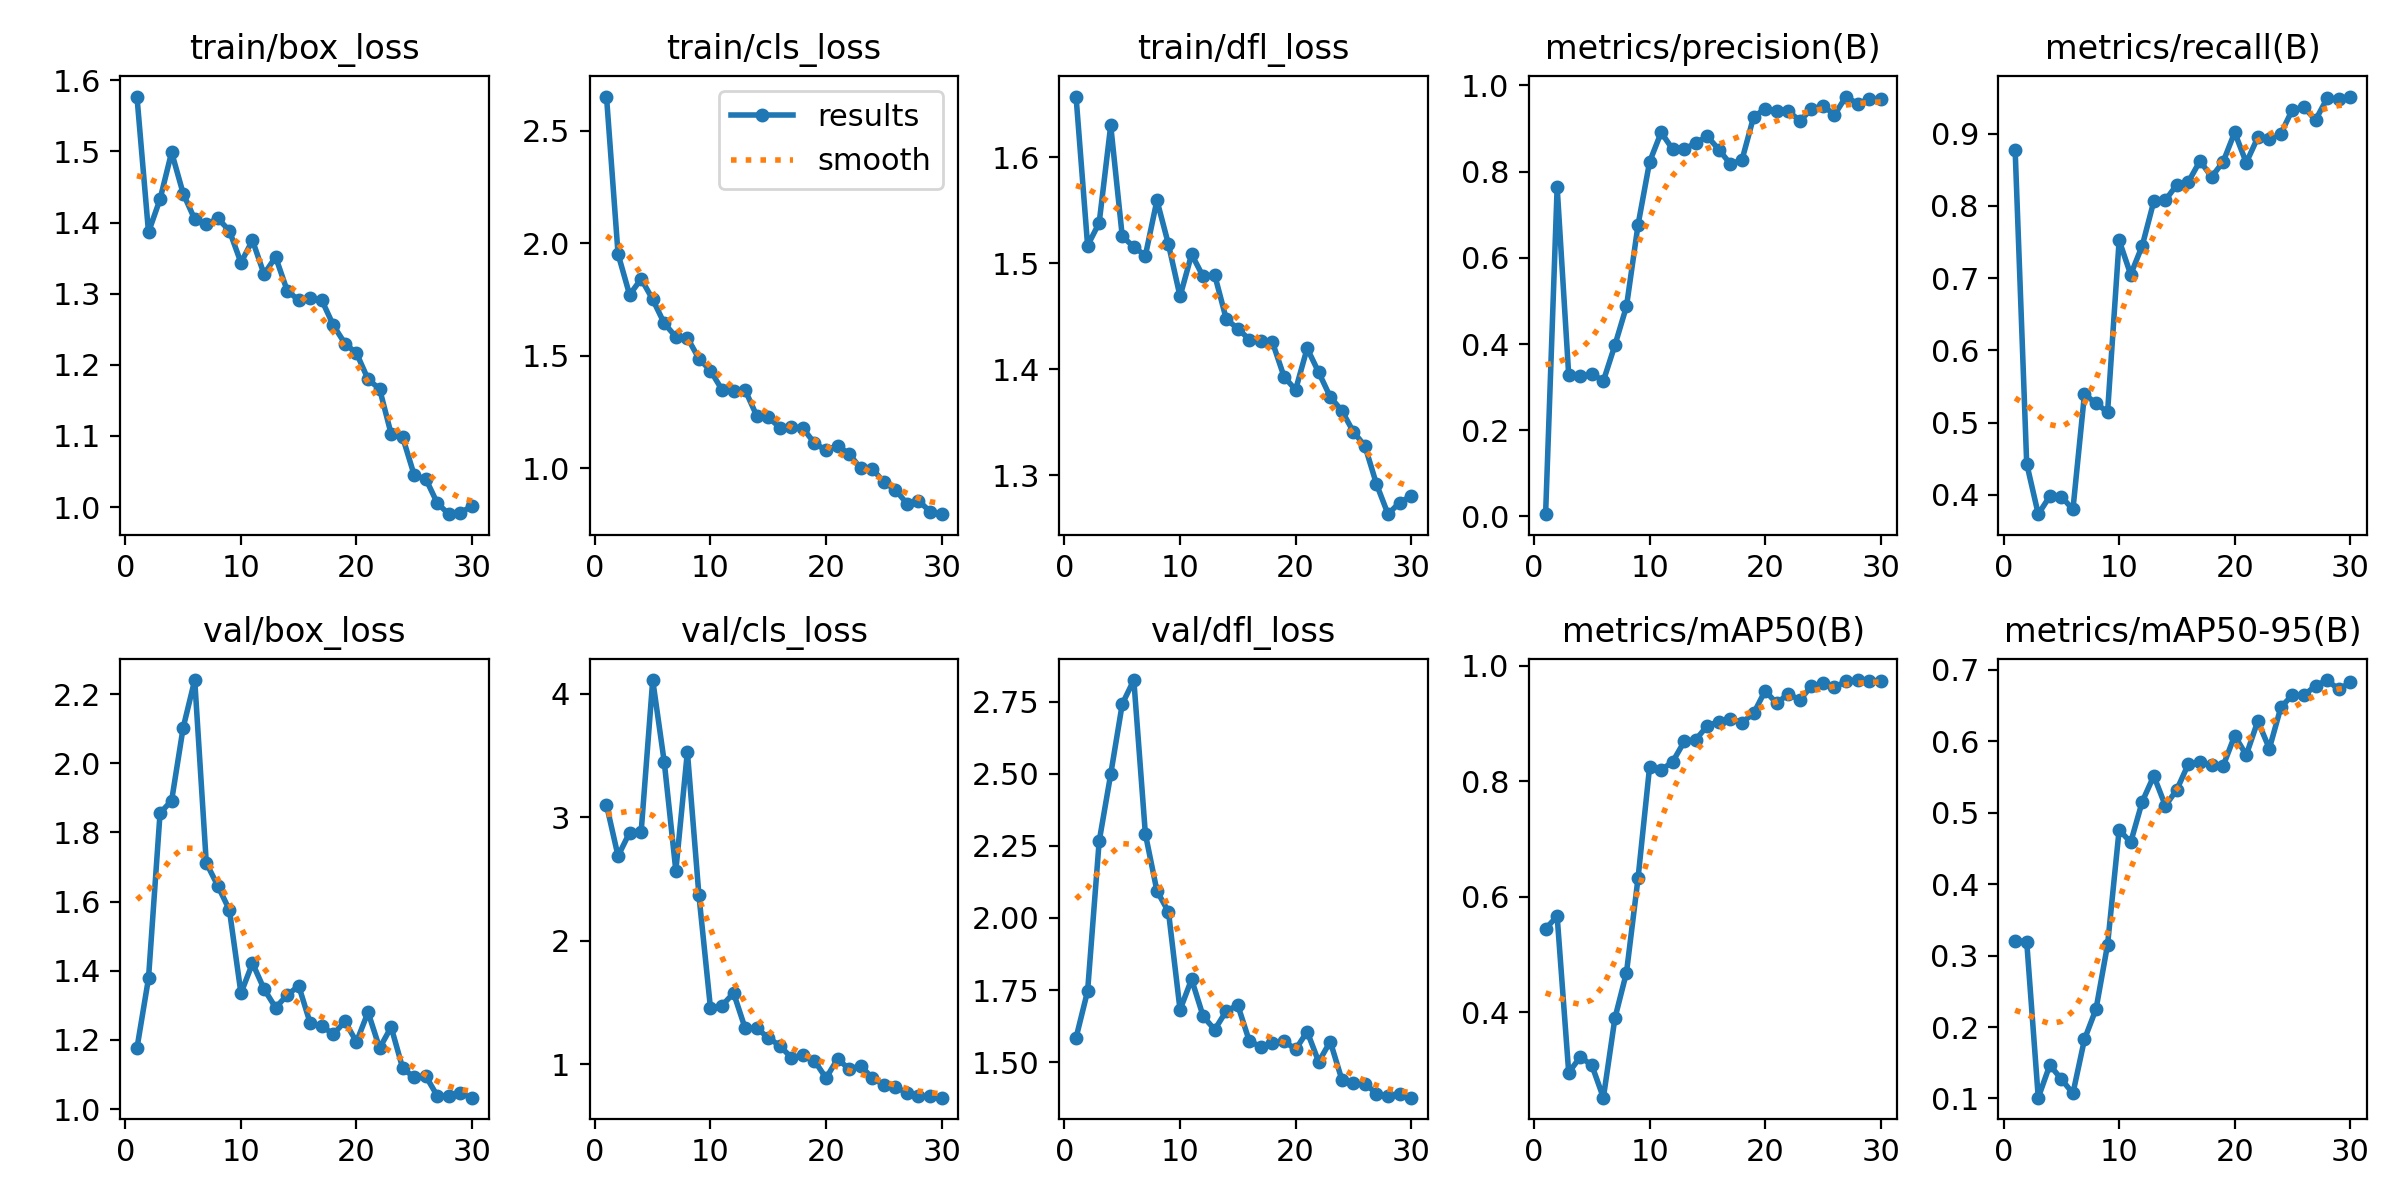 train/box_loss
1.6
1.5
1.4
1.3
1.2
1.1
1.0
0 10 20 30
train/cls_loss
results
smooth
2.5
2.0
1.5
1.0
0 10 20 30
train/dfl_loss
1.6
1.5
1.4
1.3
0 10 20 30
metrics/precision(B)
1.0
0.8
0.6
0.4
0.2
0.0
0 10 20 30
metrics/recall(B)
0.9
0.8
0.7
0.6
0.5
0.4
0 10 20 30
val/box_loss
2.2
2.0
1.8
1.6
1.4
1.2
1.0
0 10 20 30
val/cls_loss
4
3
2
1
0 10 20 30
val/dfl_loss
2.75
2.50
2.25
2.00
1.75
1.50
0 10 20 30
metrics/mAP50(B)
1.0
0.8
0.6
0.4
0 10 20 30
metrics/mAP50-95(B)
0.7
0.6
0.5
0.4
0.3
0.2
0.1
0 10 20 30